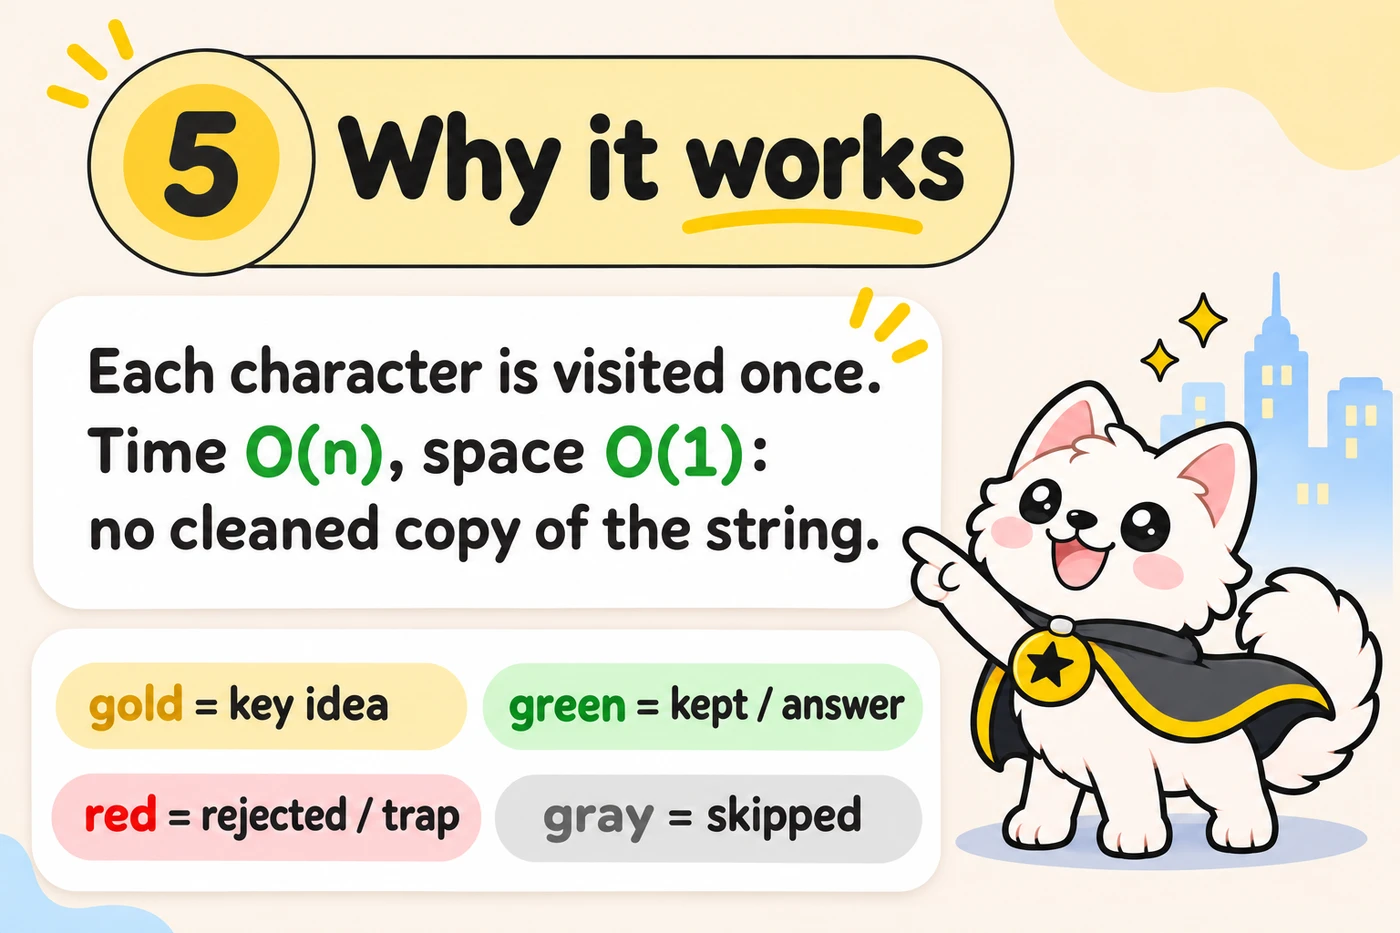 5 Why it works
Each character is visited once.
Time O(n), space O(1):
no cleaned copy of the string.
gold = key idea
green = kept / answer
red = rejected / trap
gray = skipped